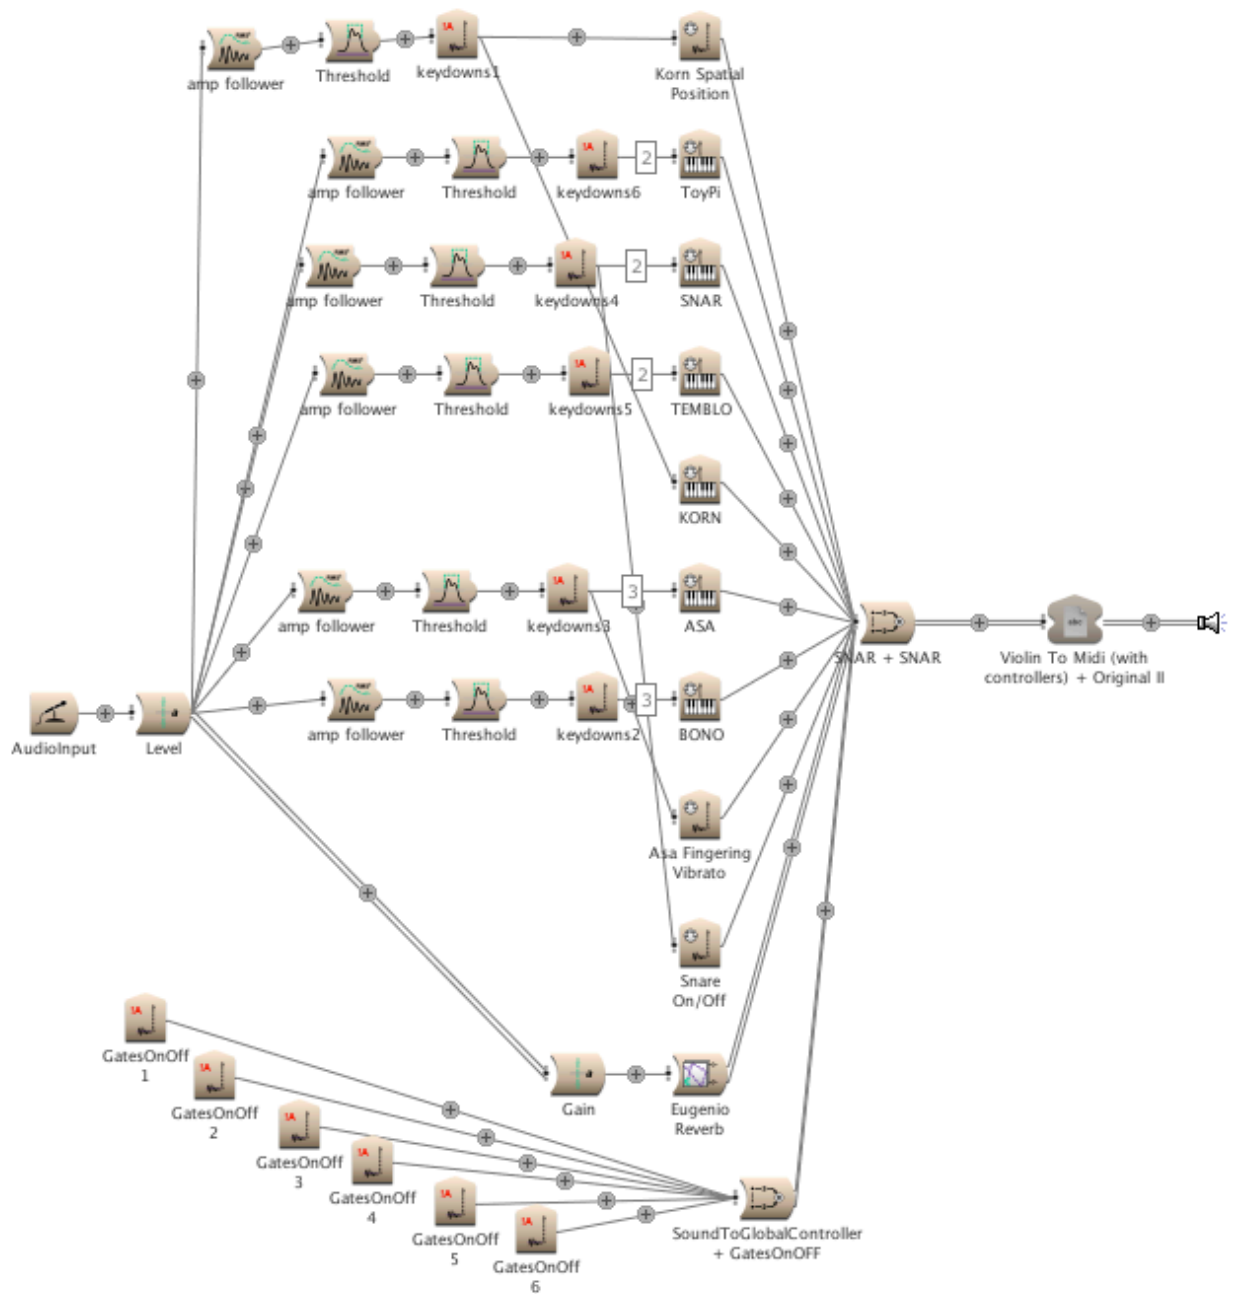 amp follower
Threshold
keydowns1
Korn Spatial
Position
amp follower
Threshold
keydowns6
2
ToyPi
amp follower
Threshold
keydowns4
2
SNAR
amp follower
Threshold
keydowns5
2
TEMBLO
KORN
amp follower
Threshold
keydowns3
3
ASA
SNAR + SNAR
Violin To Midi (with
controllers) + Original II
AudioInput
Level
amp follower
Threshold
keydowns2
3
BONO
Asa Fingering
Vibrato
Snare
On/Off
Gain
Eugenio
Reverb
GatesOnOff
1
GatesOnOff
2
GatesOnOff
3
GatesOnOff
4
GatesOnOff
5
GatesOnOff
6
SoundToGlobalController
+ GatesOnOFF